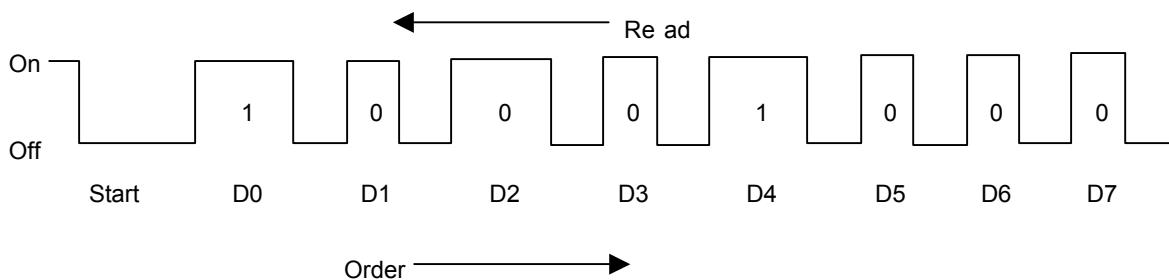 Re ad
On
1 0 0 0 1 0 0 0
Off
Start D0 D1 D2 D3 D4 D5 D6 D7
Order